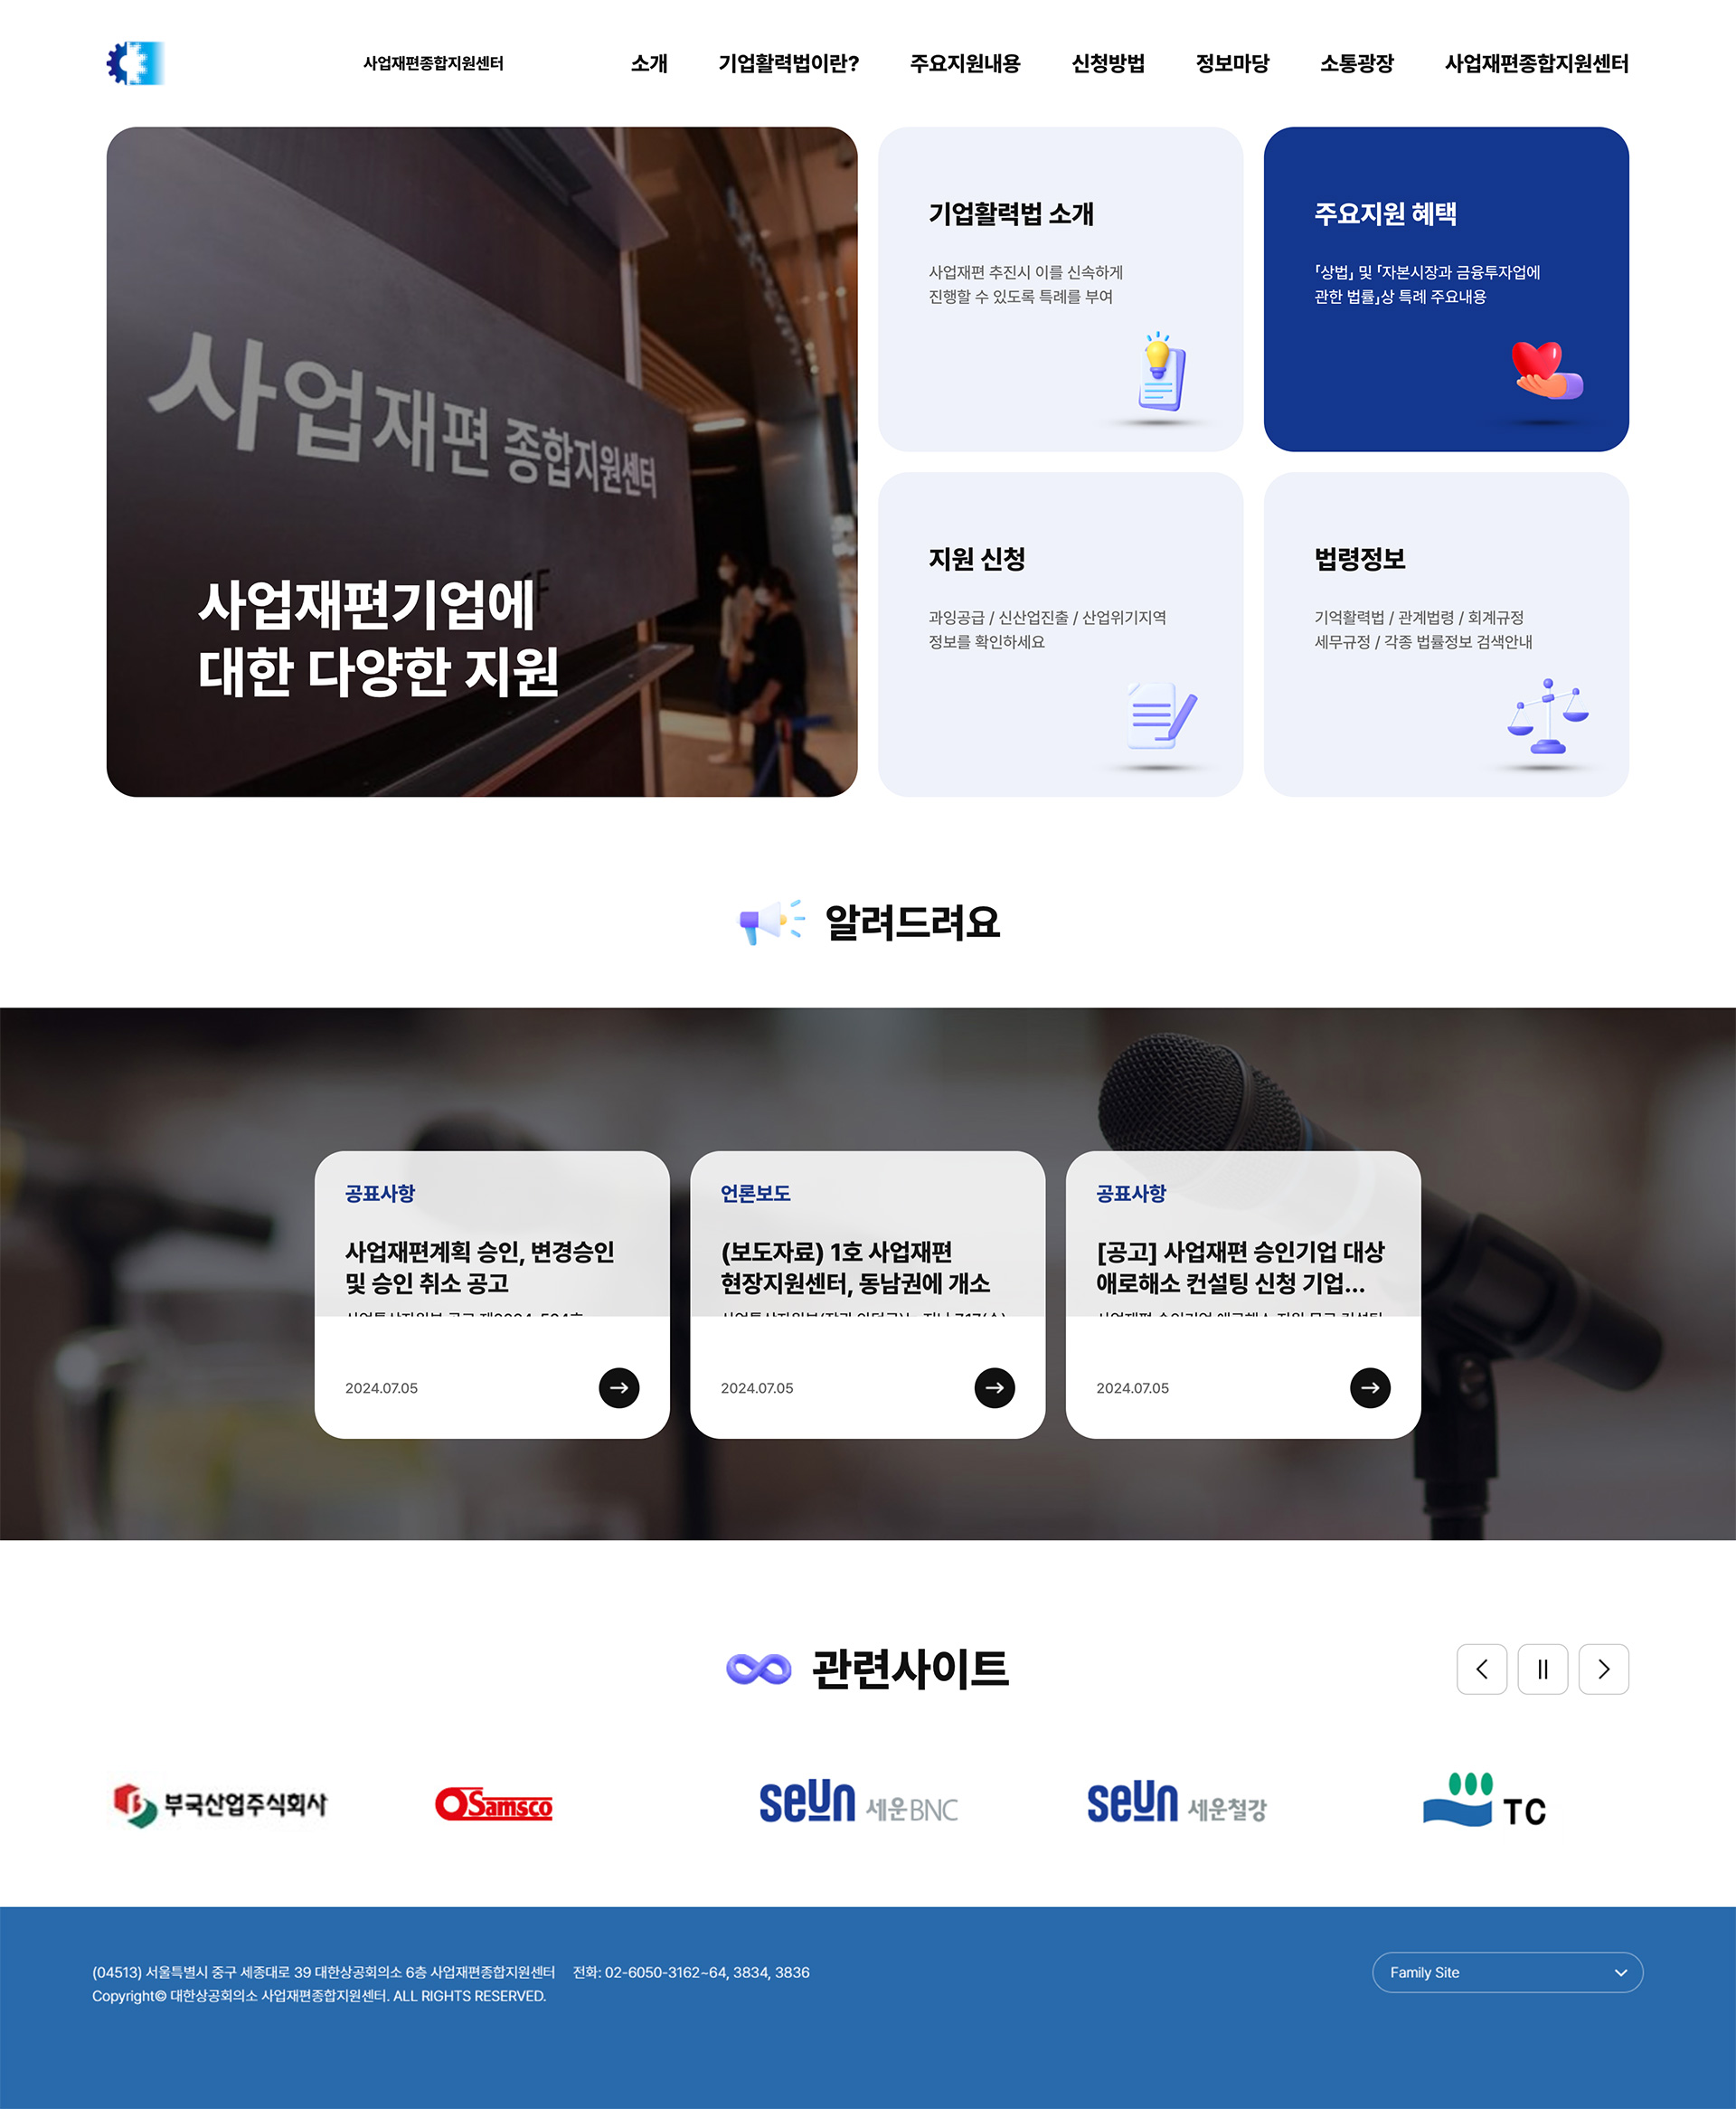 사업재편종합지원센터
소개
기업활력법이란?
주요지원내용
신청방법
정보마당
소통광장
사업재편종합지원센터
사업재편 종합지원센터
사업재편기업에
대한 다양한 지원
기업활력법 소개
사업재편 추진시 이를 신속하게
진행할 수 있도록 특례를 부여
주요지원 혜택
「상법」 및 「자본시장과 금융투자업에
관한 법률」상 특례 주요내용
지원 신청
과잉공급 / 신산업진출 / 산업위기지역
정보를 확인하세요
법령정보
기억활력법 / 관계법령 / 회계규정
세무규정 / 각종 법률정보 검색안내
알려드려요
공표사항
사업재편계획 승인, 변경승인
및 승인 취소 공고
2024.07.05
언론보도
(보도자료) 1호 사업재편
현장지원센터, 동남권에 개소
2024.07.05
공표사항
[공고] 사업재편 승인기업 대상
애로해소 컨설팅 신청 기업...
2024.07.05
관련사이트
부국산업주식회사
Samsco
seun 세운BNC
seun 세운철강
TC
(04513) 서울특별시 중구 세종대로 39 대한상공회의소 6층 사업재편종합지원센터 전화: 02-6050-3162~64, 3834, 3836
Copyright© 대한상공회의소 사업재편종합지원센터. ALL RIGHTS RESERVED.
Family Site